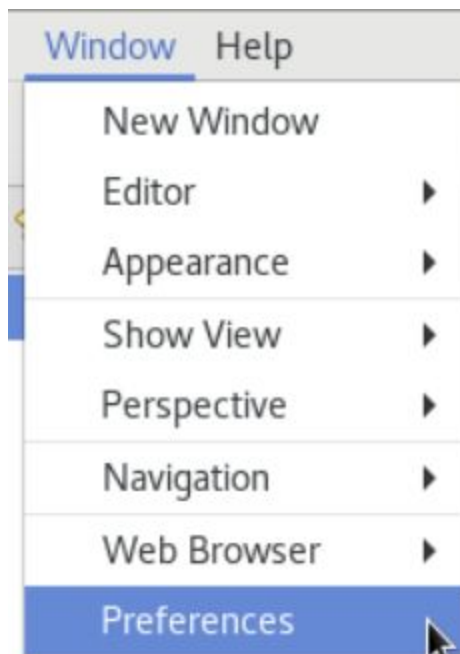 Window Help
New Window
Editor
Appearance
Show View
Perspective
Navigation
Web Browser
Preferences